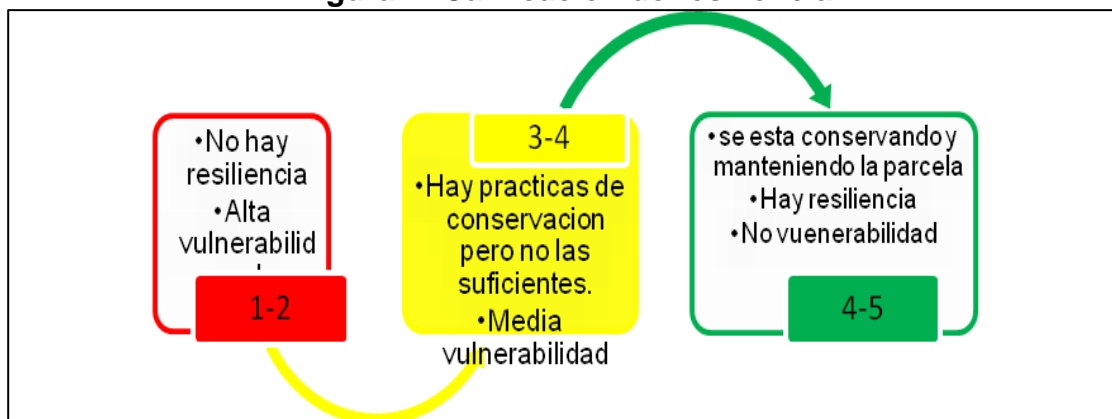 •No hay
resiliencia
•Alta
vulnerabilid
1-2
3-4
•Hay practicas de
conservacion
pero no las
suficientes.
•Media
vulnerabilidad
•se esta conservando y
manteniendo la parcela
•Hay resiliencia
•No vuenerabilidad
4-5